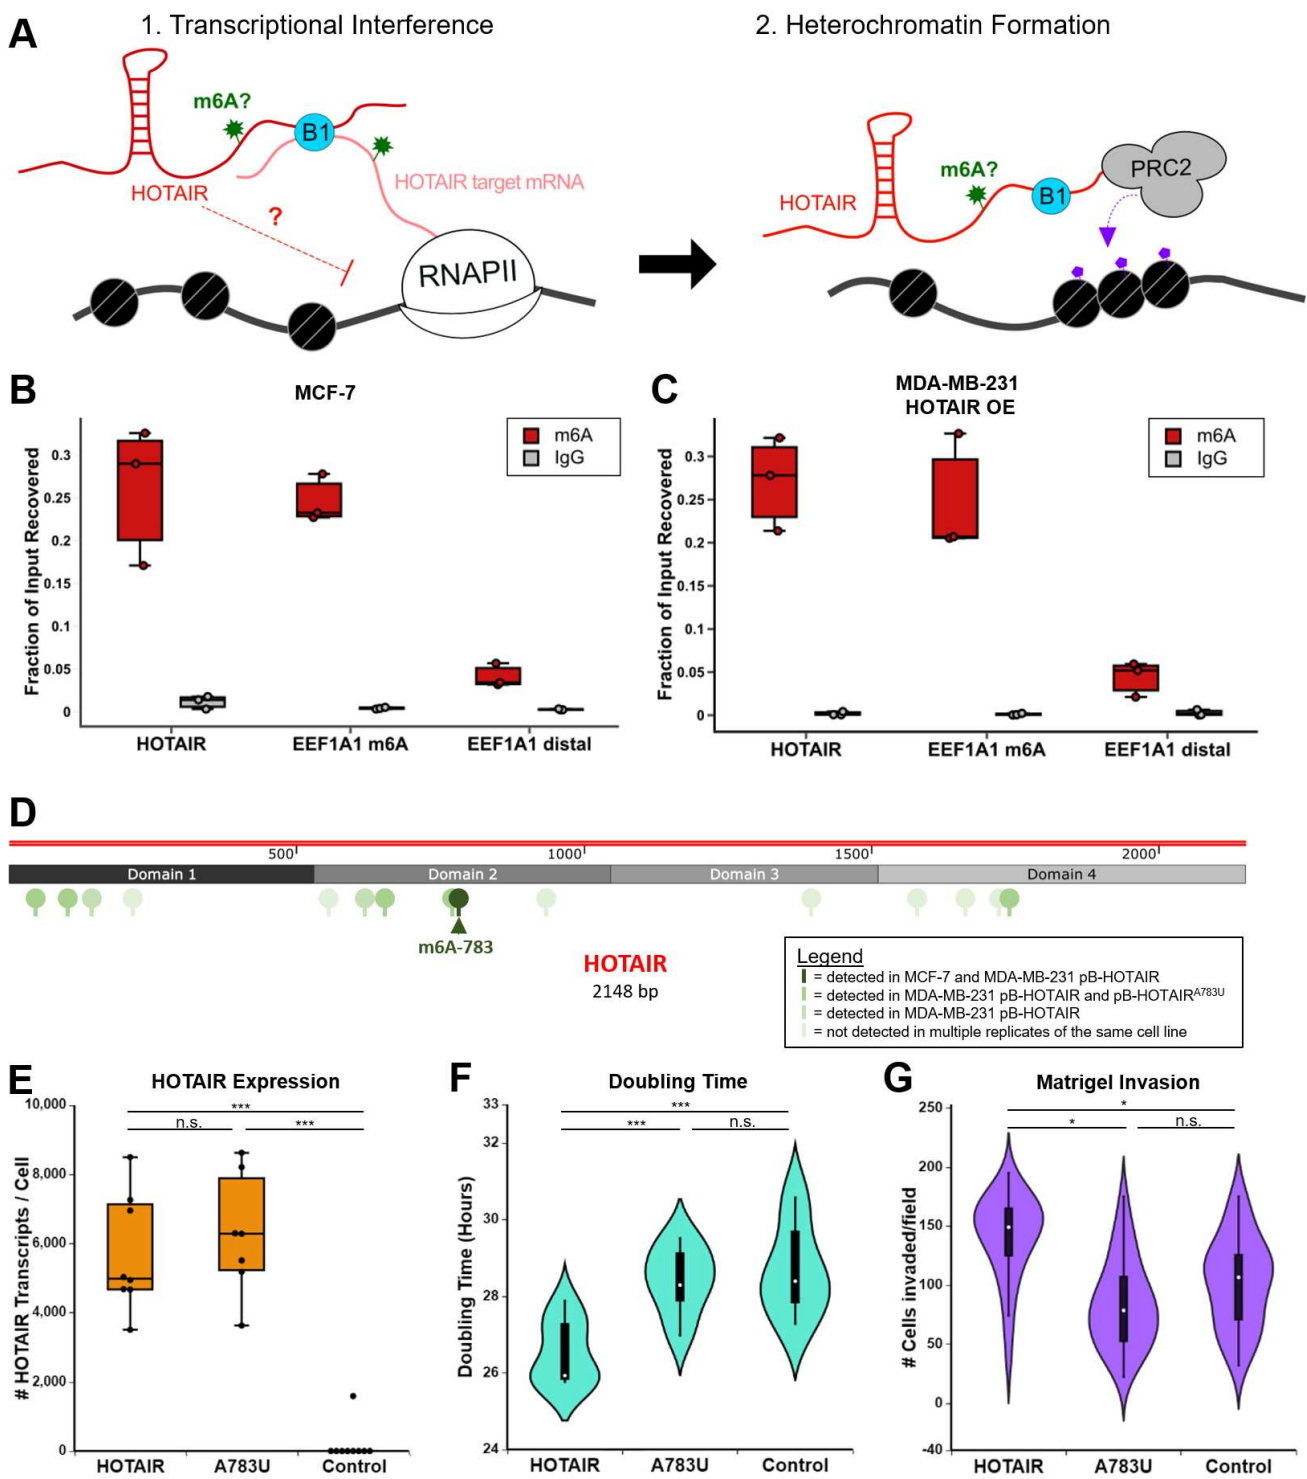 A
1. Transcriptional Interference
2. Heterochromatin Formation
m6A?
B1
HOTAIR
HOTAIR target mRNA
?
RNAPII
m6A?
HOTAIR
B1
PRC2
B
MCF-7
Fraction of Input Recovered
0.3
0.25
0.2
0.15
0.1
0.05
0
m6A
IgG
HOTAIR
EEF1A1 m6A
EEF1A1 distal
C
MDA-MB-231
HOTAIR OE
Fraction of Input Recovered
0.3
0.25
0.2
0.15
0.1
0.05
0
m6A
IgG
HOTAIR
EEF1A1 m6A
EEF1A1 distal
D
500
1000
1500
2000
Domain 1
Domain 2
Domain 3
Domain 4
m6A-783
HOTAIR
2148 bp
Legend
= detected in MCF-7 and MDA-MB-231 pB-HOTAIR
= detected in MDA-MB-231 pB-HOTAIR and pB-HOTAIRA783U
= detected in MDA-MB-231 pB-HOTAIR
= not detected in multiple replicates of the same cell line
E
HOTAIR Expression
# HOTAIR Transcripts / Cell
10,000
8,000
6,000
4,000
2,000
0
***
n.s.
***
HOTAIR
A783U
Control
F
Doubling Time
Doubling Time (Hours)
33
32
30
28
26
24
***
***
n.s.
HOTAIR
A783U
Control
G
Matrigel Invasion
# Cells invaded/field
250
200
150
100
50
0
-40
*
*
n.s.
HOTAIR
A783U
Control